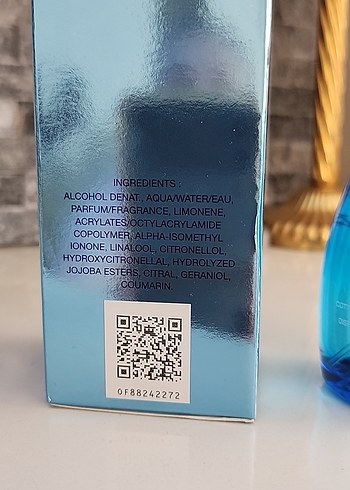 INGREDIENTS :
ALCOHOL DENAT., AQUA/WATER/EAU,
PARFUM/FRAGRANCE, LIMONENE,
ACRYLATES/OCTYLACRYLAMIDE
COPOLYMER, ALPHA-ISOMETHYL
IONONE, LINALOOL, CITRONELLOL,
HYDROXYCITRONELLAL, HYDROLYZED
JOJOBA ESTERS, CITRAL, GERANIOL,
COUMARIN.
0F88242272